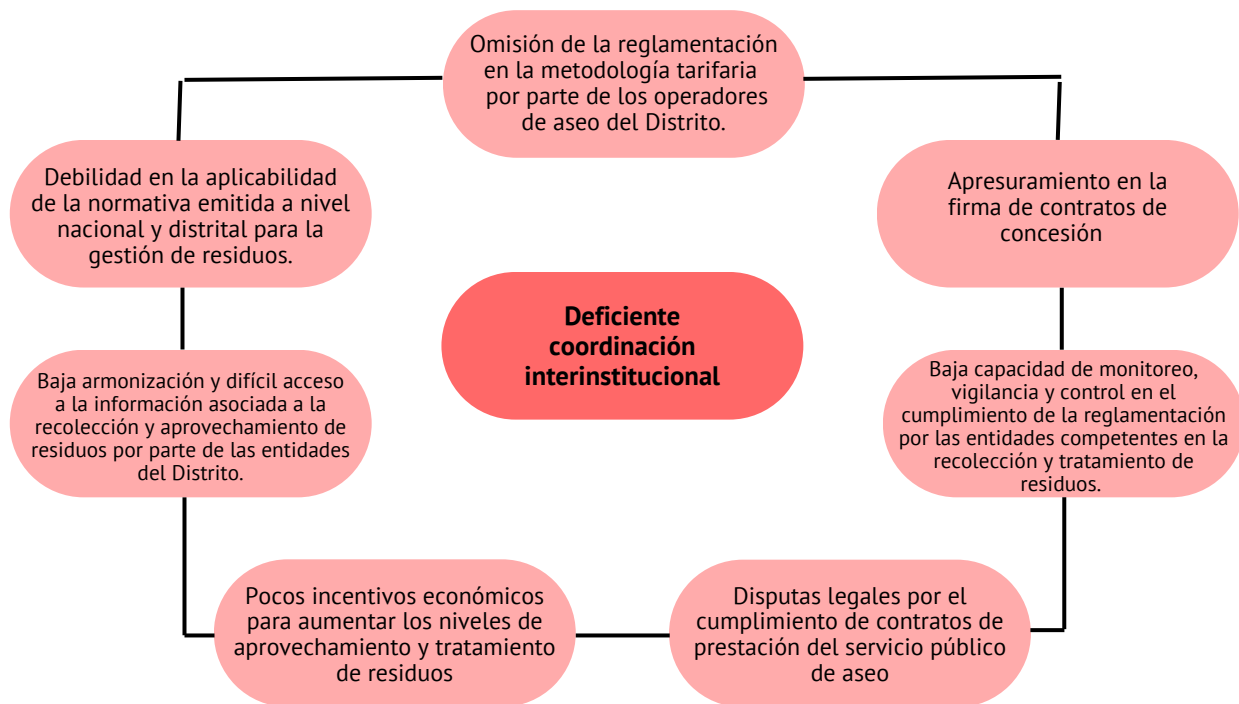 Omisión de la reglamentación
en la metodología tarifaria
por parte de los operadores
de aseo del Distrito.
Debilidad en la aplicabilidad
de la normativa emitida a nivel
nacional y distrital para la
gestión de residuos.
Apresuramiento en la
firma de contratos de
concesión
Deficiente
coordinación
interinstitucional
Baja armonización y difícil acceso
a la información asociada a la
recolección y aprovechamiento de
residuos por parte de las entidades
del Distrito.
Baja capacidad de monitoreo,
vigilancia y control en el
cumplimiento de la reglamentación
por las entidades competentes en la
recolección y tratamiento de
residuos.
Pocos incentivos económicos
para aumentar los niveles de
aprovechamiento y tratamiento
de residuos
Disputas legales por el
cumplimiento de contratos de
prestación del servicio público
de aseo